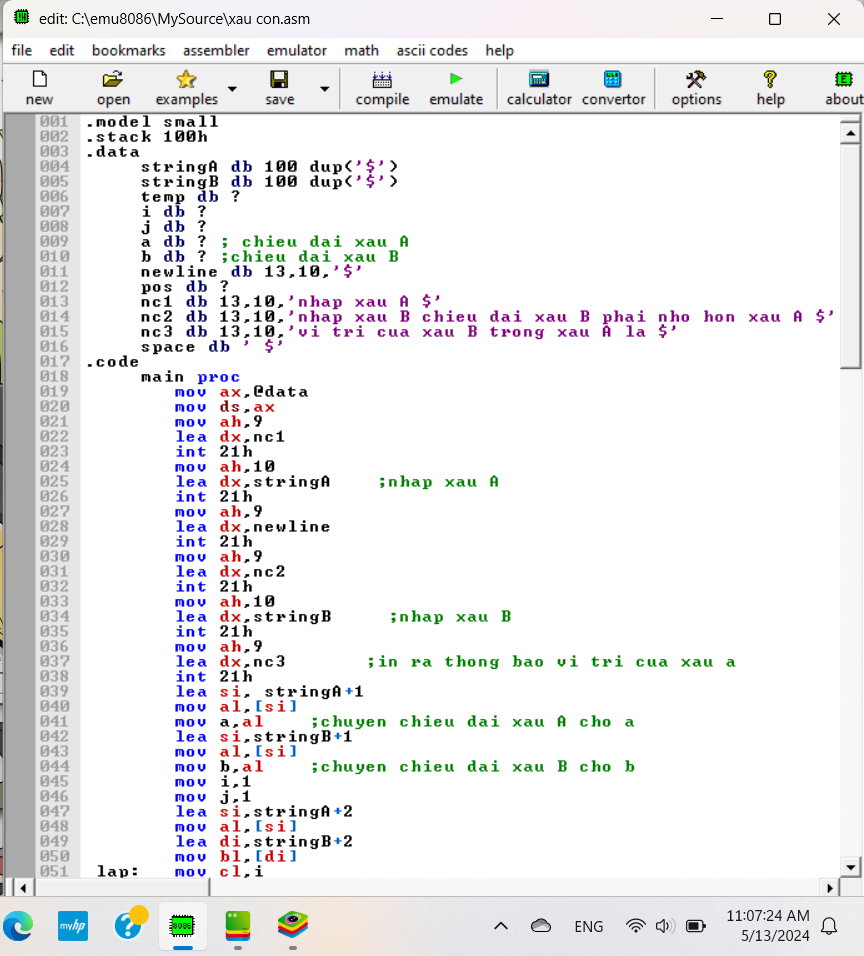 edit: C:\emu8086\MySource\xau con.asm
file edit bookmarks assembler emulator math ascii codes help
new open examples save compile emulate calculator convertor options help about
001 .model small
002 .stack 100h
003 .data
004 stringA db 100 dup('$')
005 stringB db 100 dup('$')
006 temp db ?
007 i db ?
008 j db ?
009 a db ? ; chieu dai xau A
010 b db ? ;chieu dai xau B
011 newline db 13,10,'$'
012 pos db ?
013 nc1 db 13,10,'nhap xau A $'
014 nc2 db 13,10,'nhap xau B chieu dai xau B phai nho hon xau A $'
015 nc3 db 13,10,'vi tri cua xau B trong xau A la $'
016 space db ' $'
017 .code
018 main proc
019 mov ax,@data
020 mov ds,ax
021 mov ah,9
022 lea dx,nc1
023 int 21h
024 mov ah,10
025 lea dx,stringA ;nhap xau A
026 int 21h
027 mov ah,9
028 lea dx,newline
029 int 21h
030 mov ah,9
031 lea dx,nc2
032 int 21h
033 mov ah,10
034 lea dx,stringB ;nhap xau B
035 int 21h
036 mov ah,9
037 lea dx,nc3 ;in ra thong bao vi tri cua xau a
038 int 21h
039 lea si, stringA+1
040 mov al,[si]
041 mov a,al ;chuyen chieu dai xau A cho a
042 lea si,stringB+1
043 mov al,[si]
044 mov b,al ;chuyen chieu dai xau B cho b
045 mov i,1
046 mov j,1
047 lea si,stringA+2
048 mov al,[si]
049 lea di,stringB+2
050 mov bl,[di]
051 lap: mov cl,i
myhp ? 8086 ENG 11:07:24 AM
5/13/2024